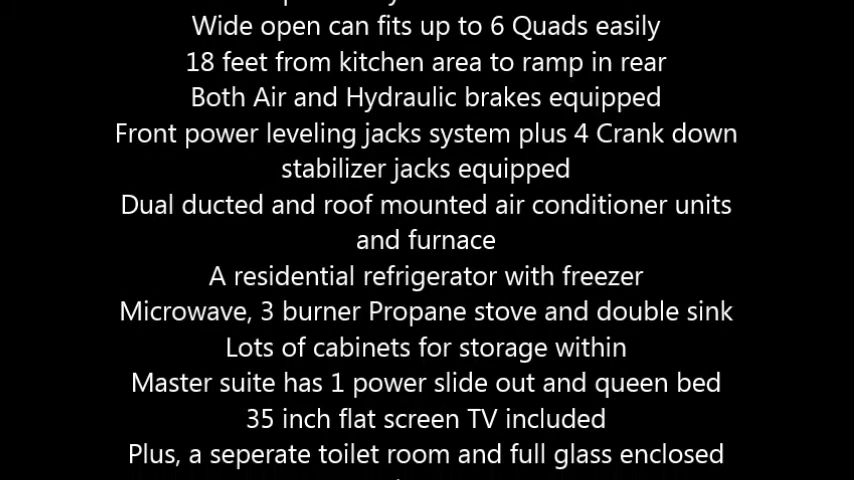 Wide open can fits up to 6 Quads easily
18 feet from kitchen area to ramp in rear
Both Air and Hydraulic brakes equipped
Front power leveling jacks system plus 4 Crank down
stabilizer jacks equipped
Dual ducted and roof mounted air conditioner units
and furnace
A residential refrigerator with freezer
Microwave, 3 burner Propane stove and double sink
Lots of cabinets for storage within
Master suite has 1 power slide out and queen bed
35 inch flat screen TV included
Plus, a seperate toilet room and full glass enclosed